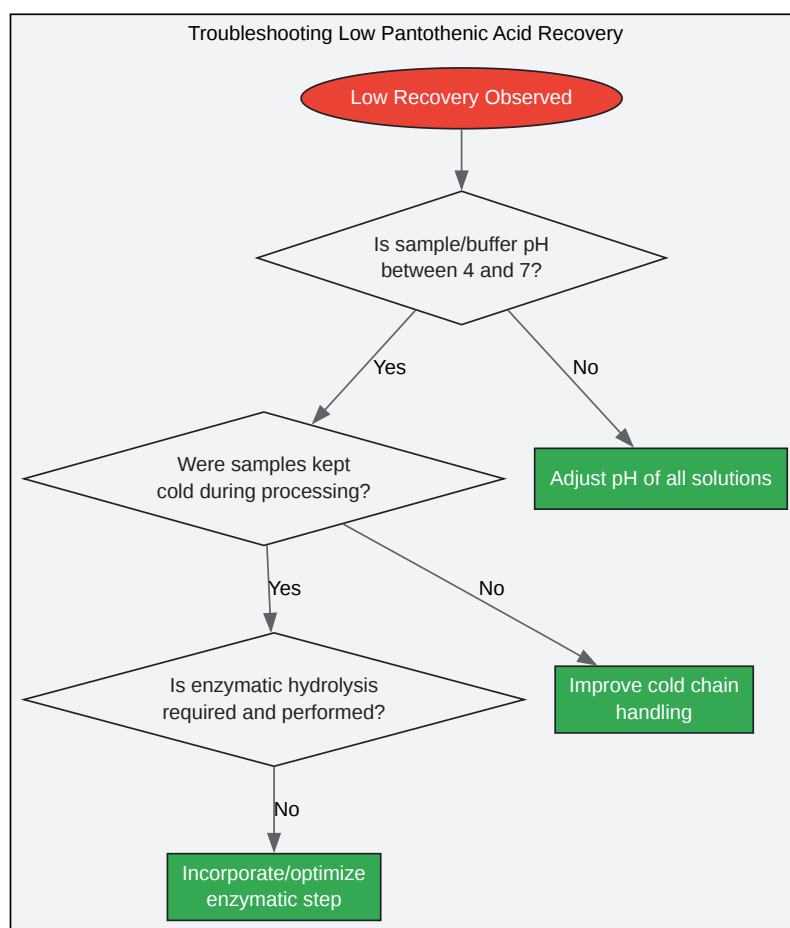 Troubleshooting Low Pantothenic Acid Recovery
Low Recovery Observed
Is sample/buffer pH
between 4 and 7?
Yes
No
Were samples kept
cold during processing?
Adjust pH of all solutions
Yes
No
Is enzymatic hydrolysis
required and performed?
Improve cold chain
handling
No
Incorporate/optimize
enzymatic step